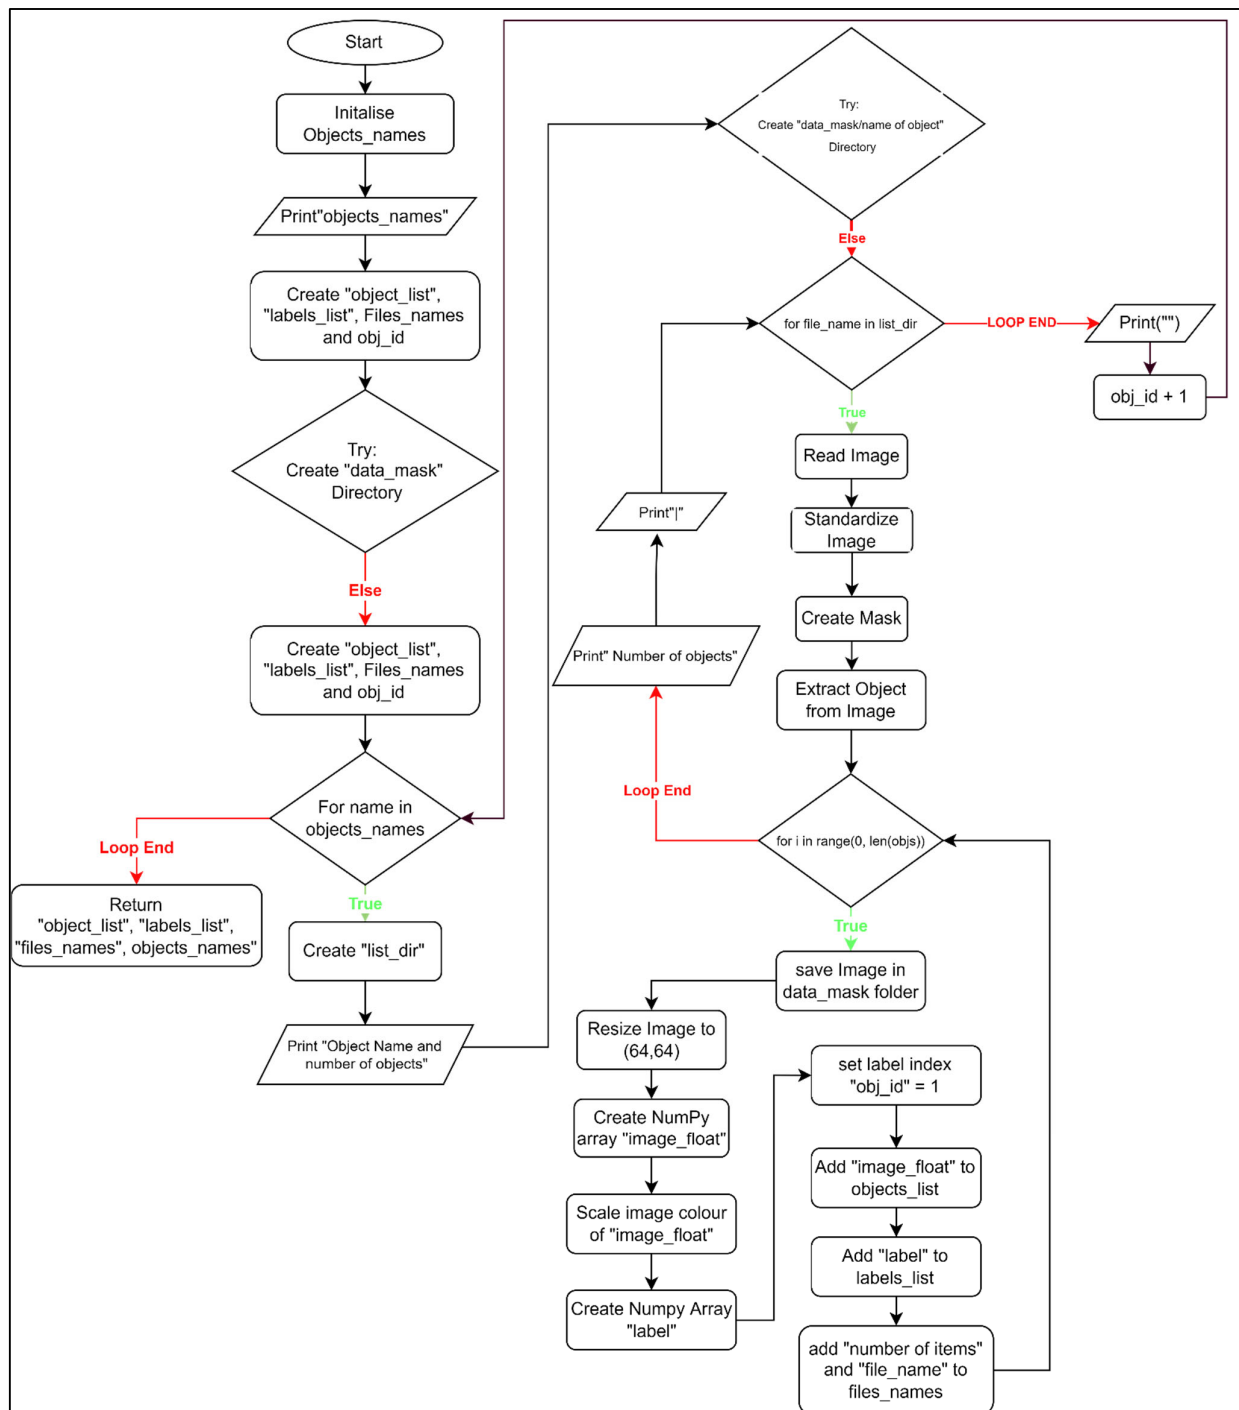 Start
Initalise
Objects_names
Print"objects_names"
Create "object_list",
"labels_list", Files_names
and obj_id
Try:
Create "data_mask"
Directory
Else
Create "object_list",
"labels_list", Files_names
and obj_id
For name in
objects_names
Loop End
Return
"object_list", "labels_list",
"files_names", objects_names"
True
Create "list_dir"
Print "Object Name and
number of objects"
Try:
Create "data_mask/name of object"
Directory
Else
for file_name in list_dir
LOOP END
Print("")
obj_id + 1
True
Read Image
Standardize
Image
Create Mask
Extract Object
from Image
for i in range(0, len(objs))
Loop End
Print" Number of objects"
Print"|"
True
save Image in
data_mask folder
Resize Image to
(64,64)
Create NumPy
array "image_float"
Scale image colour
of "image_float"
Create Numpy Array
"label"
set label index
"obj_id" = 1
Add "image_float" to
objects_list
Add "label" to
labels_list
add "number of items"
and "file_name" to
files_names